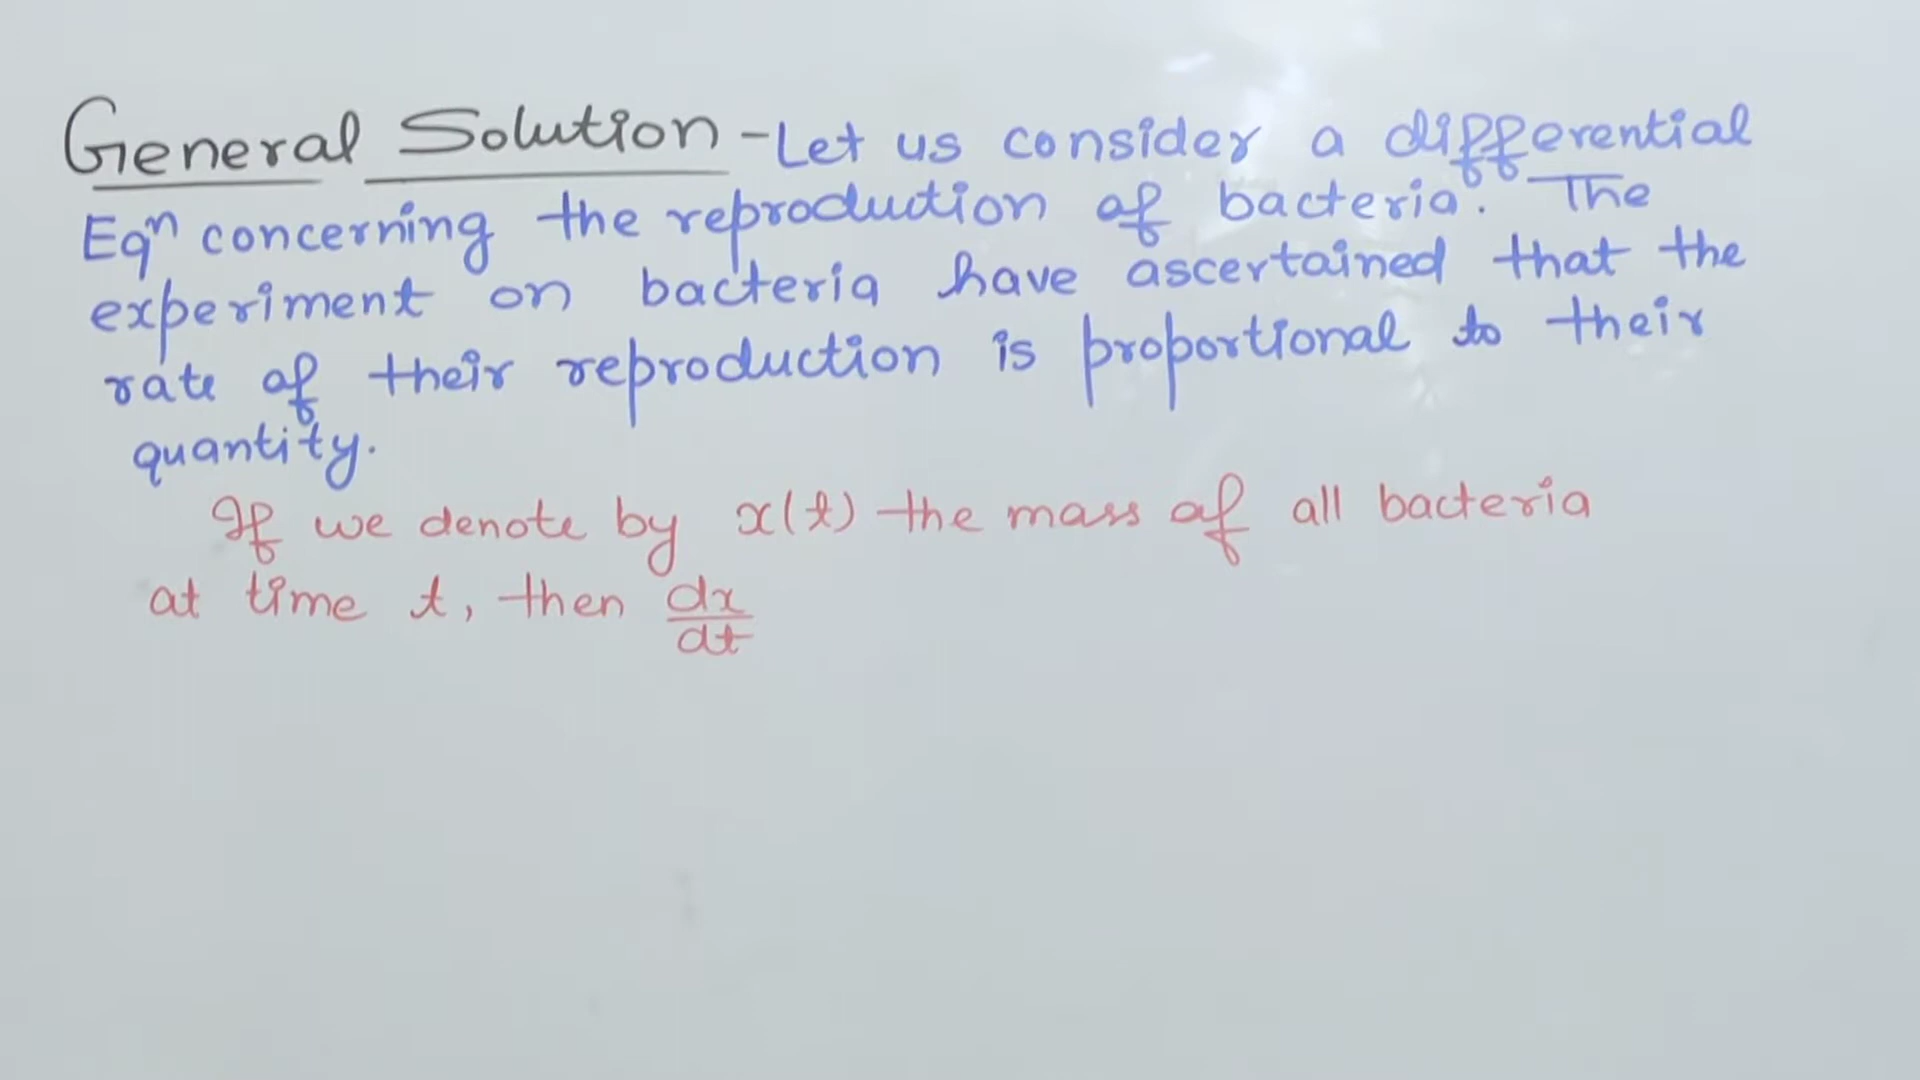 General Solution - Let us consider a differential
Eqⁿ concerning the reproduction of bacteria. The
experiment on bacteria have ascertained that the
rate of their reproduction is proportional to their
quantity.
If we denote by x(t) the mass of all bacteria
at time t, then dx/dt